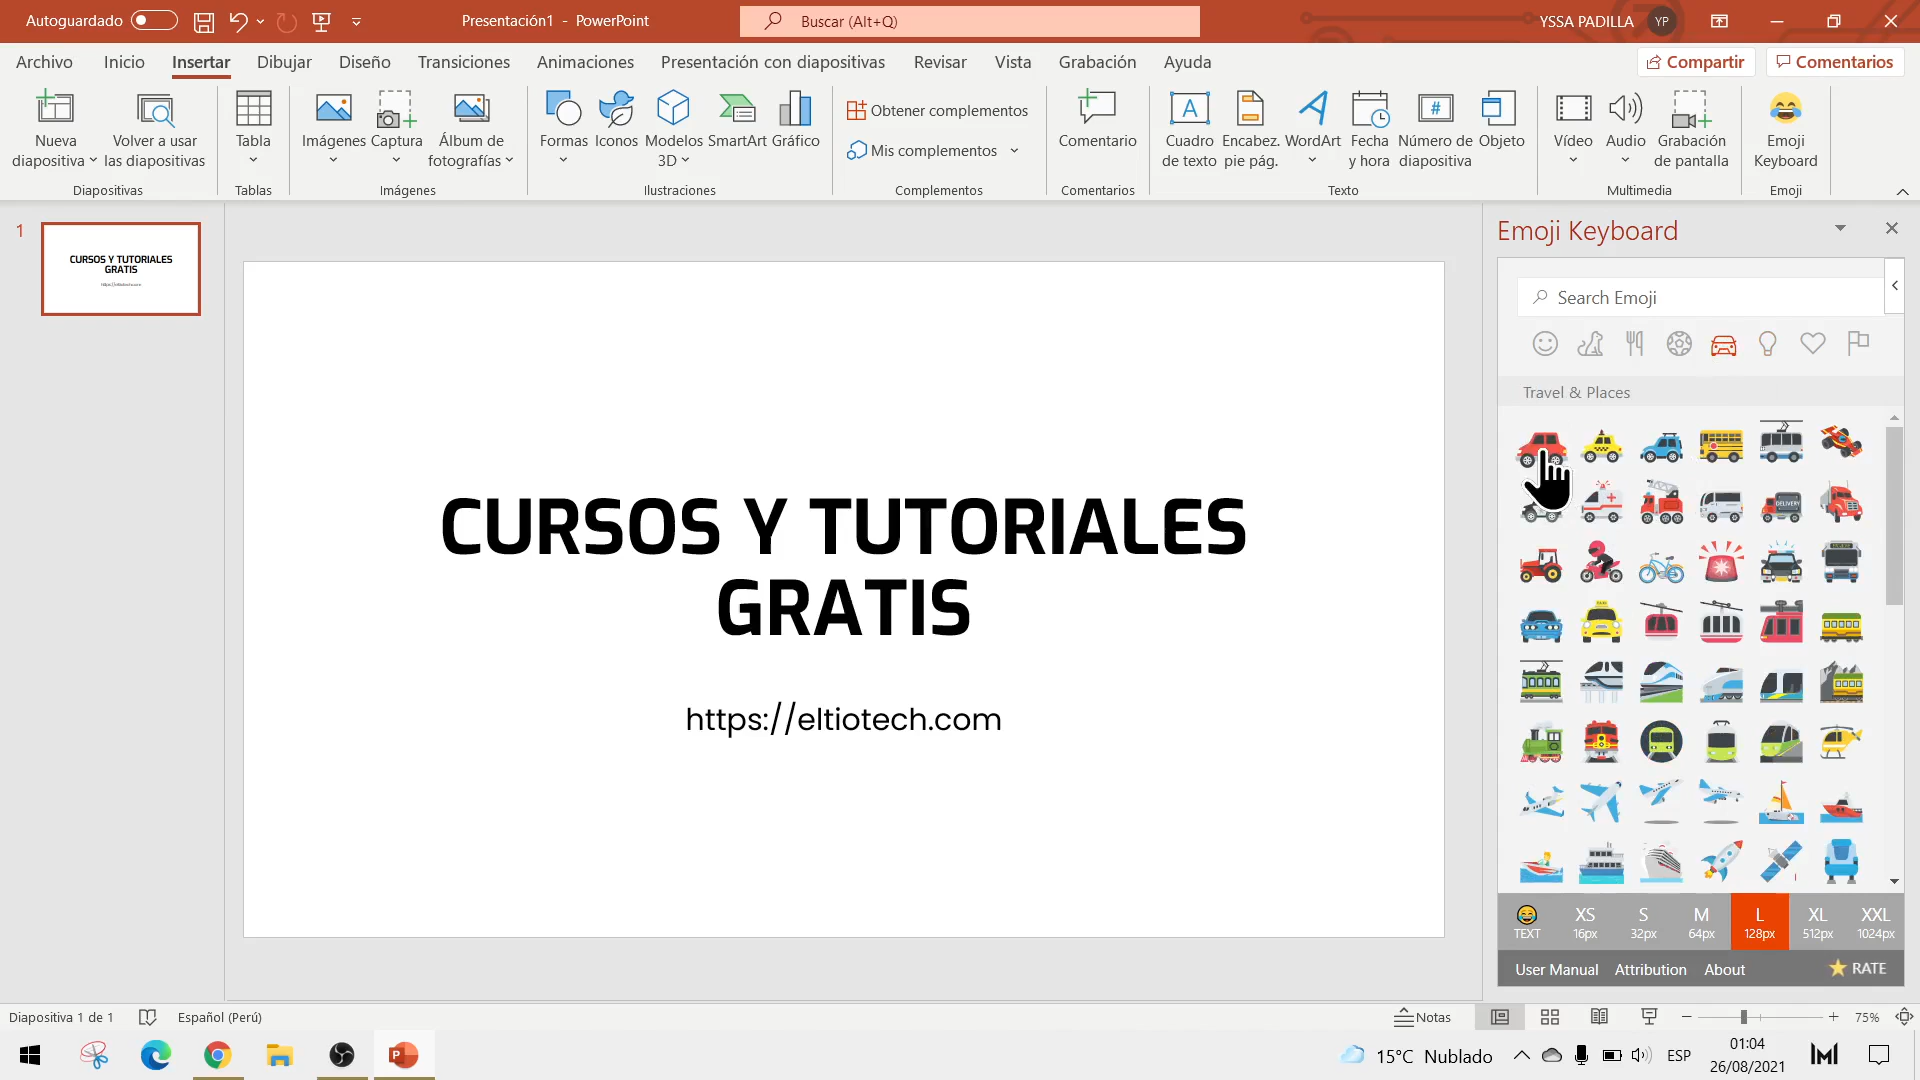 Autoguardado
Presentación1 - PowerPoint
Buscar (Alt+Q)
YSSA PADILLA
YP
Archivo Inicio Insertar Dibujar Diseño Transiciones Animaciones Presentación con diapositivas Revisar Vista Grabación Ayuda
Compartir Comentarios
Nueva diapositiva
Volver a usar las diapositivas
Tabla
Imágenes
Captura
Álbum de fotografías
Formas
Iconos
Modelos 3D
SmartArt
Gráfico
Obtener complementos
Mis complementos
Comentario
Cuadro de texto
Encabez. pie pág.
WordArt
Fecha y hora
Número de diapositiva
Objeto
Vídeo
Audio
Grabación de pantalla
Emoji Keyboard
Diapositivas Tablas Imágenes Ilustraciones Complementos Comentarios Texto Multimedia Emoji
1
CURSOS Y TUTORIALES
GRATIS
https://eltiotech.com
CURSOS Y TUTORIALES
GRATIS
https://eltiotech.com
Emoji Keyboard
Search Emoji
Travel & Places
DELIVERY
TEXT
XS 16px
S 32px
M 64px
L 128px
XL 512px
XXL 1024px
User Manual Attribution About RATE
Diapositiva 1 de 1 Español (Perú) Notas 75%
15°C Nublado ESP
01:04
26/08/2021